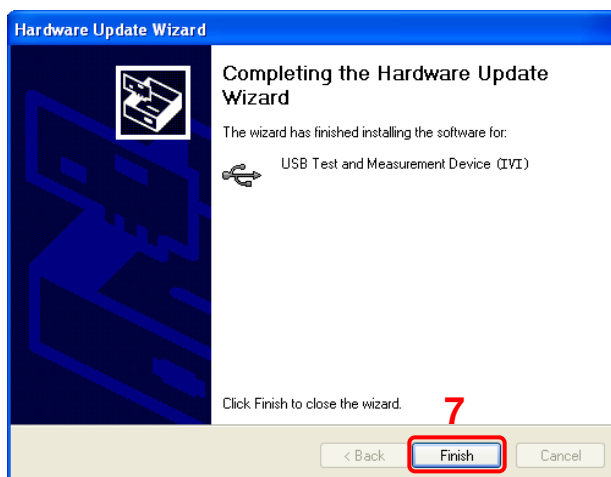 Hardware Update Wizard
Completing the Hardware Update
Wizard
The wizard has finished installing the software for:
USB Test and Measurement Device (IVI)
Click Finish to close the wizard.
7
< Back
Finish
Cancel